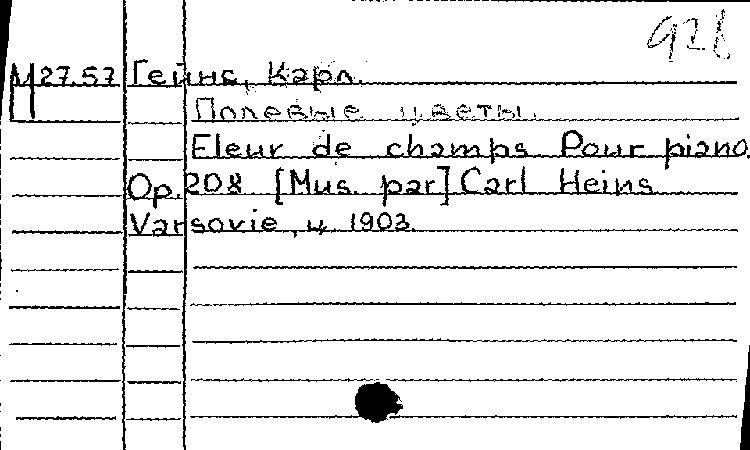 921
М27.57 Гейнс, Карл.
Полевые цветы.
Fleur de champs Pour piano
Op. 208 [Mus. par] Carl Heins
Varsovie, 1903.